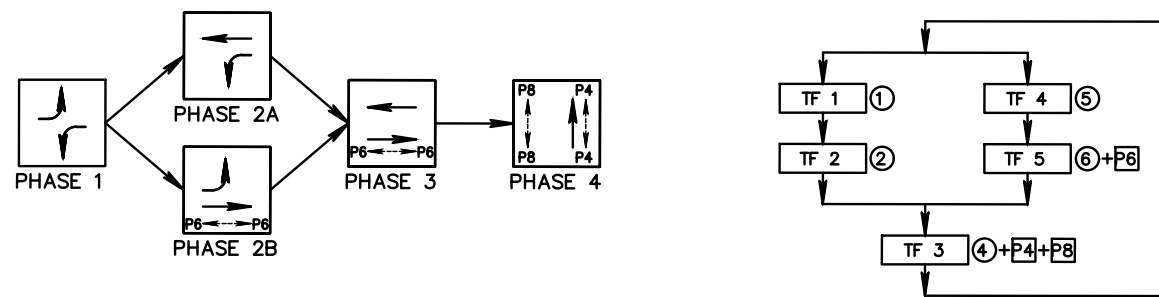 PHASE 1
PHASE 2A
P6 P6
PHASE 2B
P6 P6
PHASE 3
P8 P4
P8 P4
PHASE 4
TF 1 1
TF 2 2
TF 4 5
TF 5 6+P6
TF 3 4+P4+P8